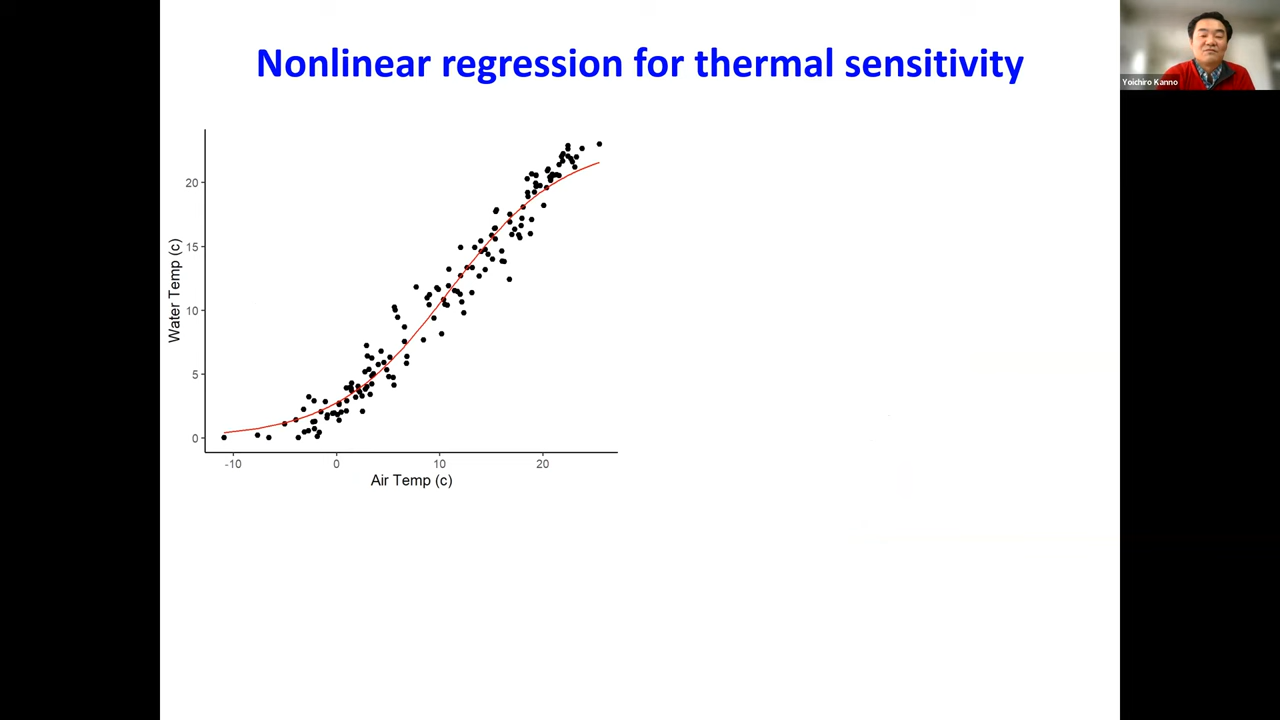 Nonlinear regression for thermal sensitivity
Yoichiro Kanno
20
15
10
5
0
Water Temp (c)
-10
0
10
20
Air Temp (c)